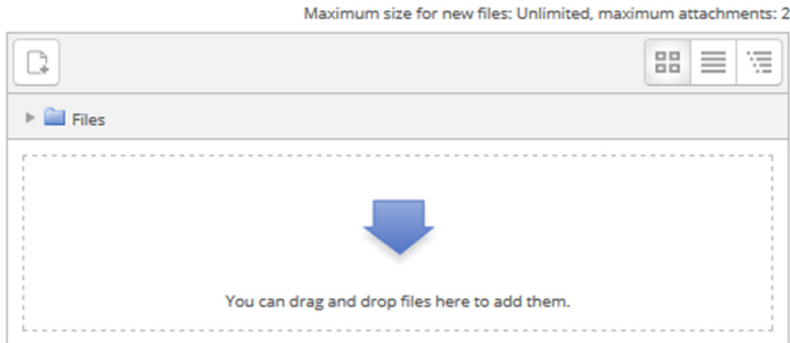 Maximum size for new files: Unlimited, maximum attachments: 2
Files
You can drag and drop files here to add them.